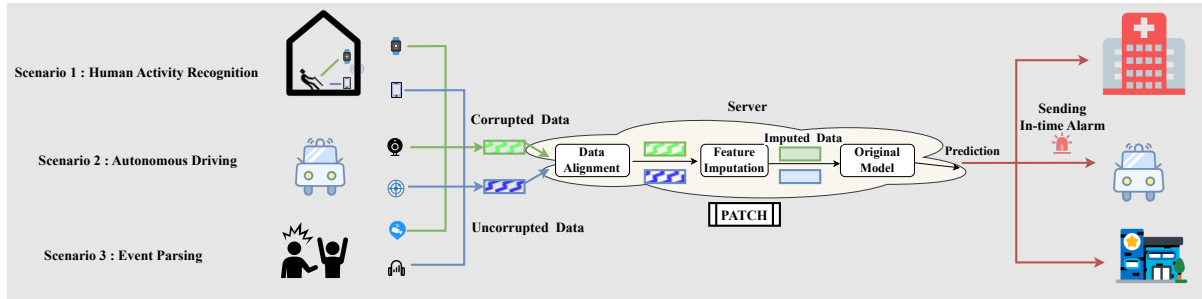 Scenario 1 : Human Activity Recognition
Scenario 2 : Autonomous Driving
Scenario 3 : Event Parsing
Corrupted Data
Uncorrupted Data
Server
Data
Alignment
Feature
Imputation
Imputed Data
Original
Model
Prediction
PATCH
Sending
In-time Alarm